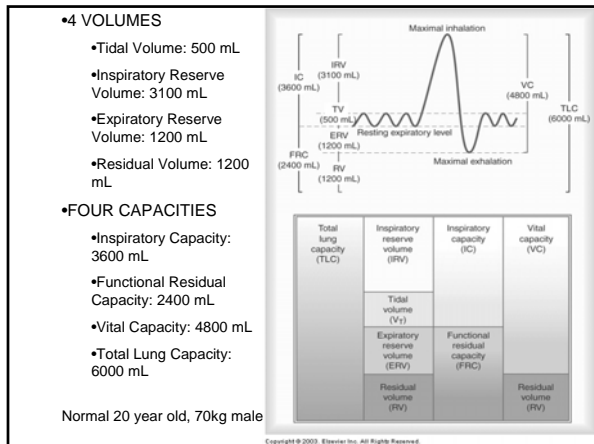 •4 VOLUMES
•Tidal Volume: 500 mL
•Inspiratory Reserve
Volume: 3100 mL
•Expiratory Reserve
Volume: 1200 mL
•Residual Volume: 1200
mL
•FOUR CAPACITIES
•Inspiratory Capacity:
3600 mL
•Functional Residual
Capacity: 2400 mL
•Vital Capacity: 4800 mL
•Total Lung Capacity:
6000 mL
Normal 20 year old, 70kg male
Maximal inhalation
IC
(3600 mL)
IRV
(3100 mL)
TV
(500 mL)
ERV
(1200 mL)
FRC
(2400 mL)
RV
(1200 mL)
Resting expiratory level
Maximal exhalation
VC
(4800 mL)
TLC
(6000 mL)
Total
lung
capacity
(TLC)
Inspiratory
reserve
volume
(IRV)
Inspiratory
capacity
(IC)
Vital
capacity
(VC)
Tidal
volume
(VT)
Expiratory
reserve
volume
(ERV)
Functional
residual
capacity
(FRC)
Residual
volume
(RV)
Residual
volume
(RV)
Copyright © 2003. Elsevier Inc. All Rights Reserved.